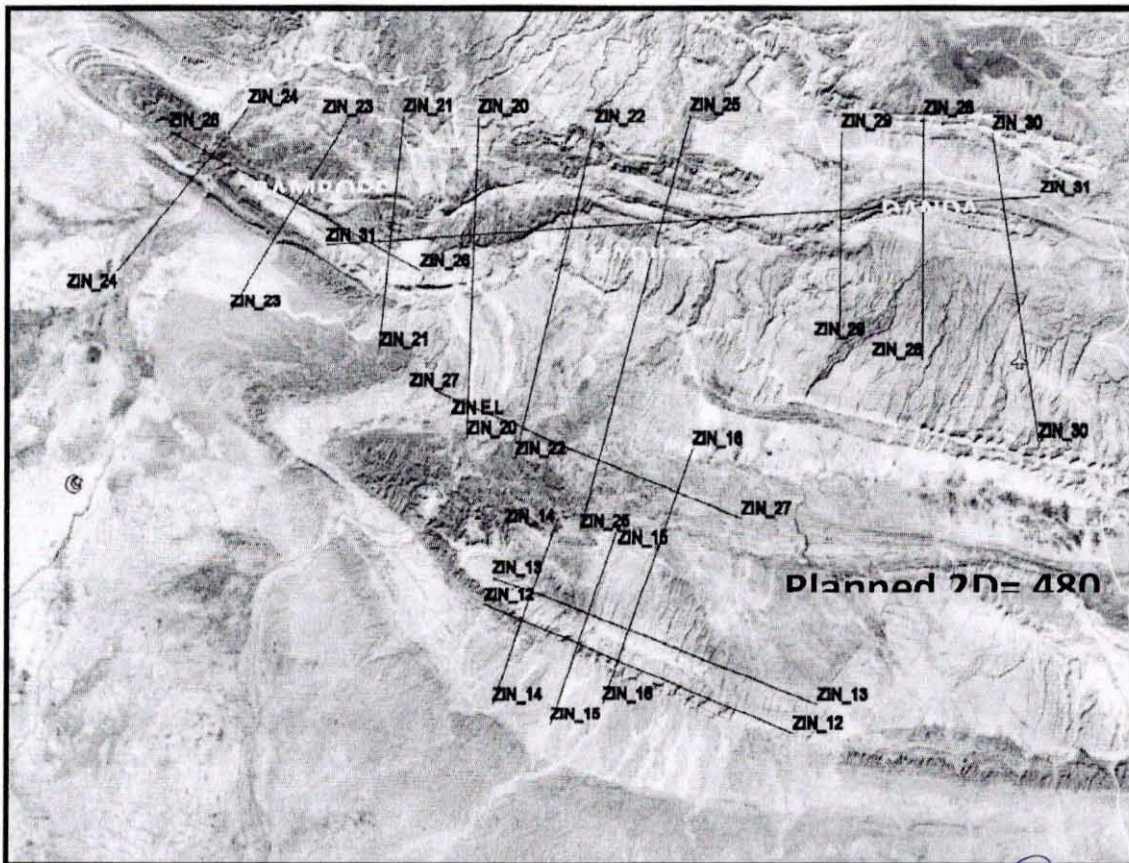 ZIN_24
ZIN_23
ZIN_21
ZIN_20
ZIN_22
ZIN_25
ZIN_29
ZIN_28
ZIN_30
ZIN_26
ZIN_31
ZIN_31
ZIN_26
ZIN_24
ZIN_23
ZIN_21
ZIN_29
ZIN_28
ZIN_27
ZIN EL
ZIN_20
ZIN_22
ZIN_16
ZIN_30
ZIN_27
ZIN_14
ZIN_25
ZIN_15
ZIN_13
ZIN_12
Planned 2D= 480
ZIN_14
ZIN_15
ZIN_16
ZIN_13
ZIN_12